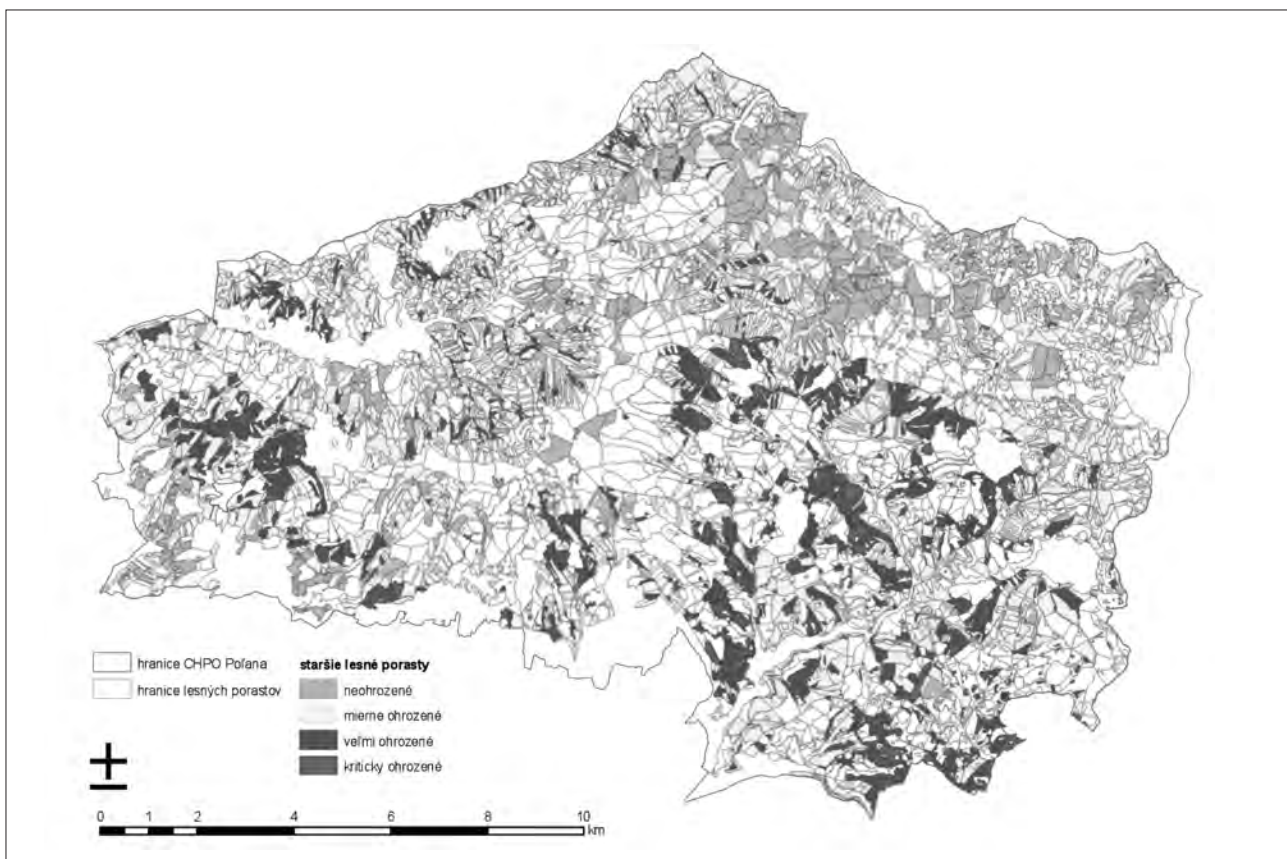 hranice CHPO Poľana
hranice lesných porastov
staršie lesné porasty
neohrozené
mierne ohrozené
veľmi ohrozené
kriticky ohrozené
0 1 2 4 6 8 10
km